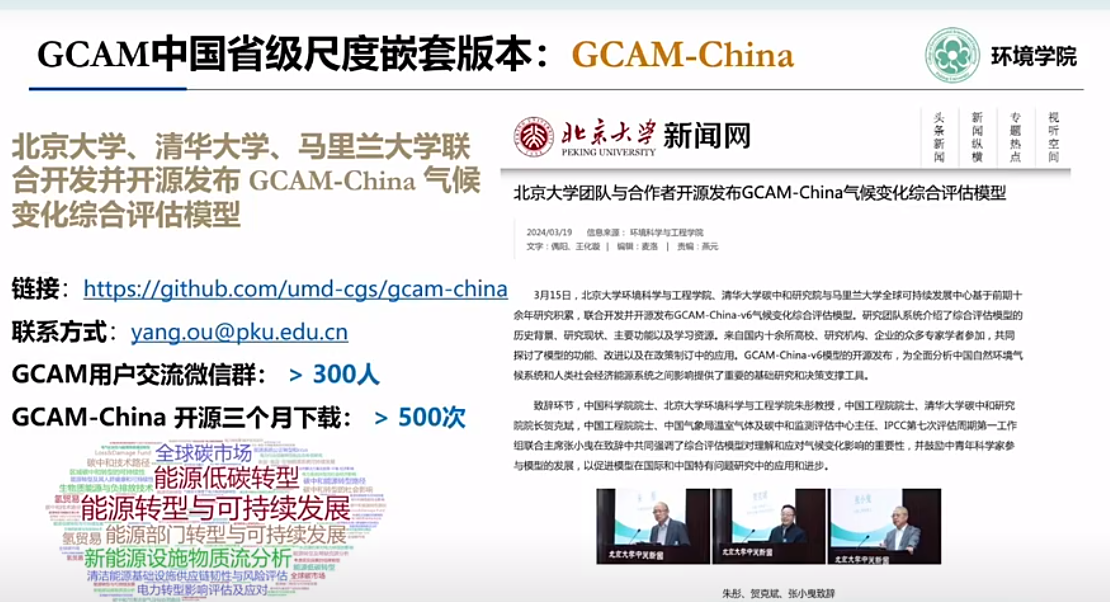 GCAM中国省级尺度嵌套版本：GCAM-China
环境学院
北京大学、清华大学、马里兰大学联
合开发并开源发布 GCAM-China 气候
变化综合评估模型
链接：https://github.com/umd-cgs/gcam-china
联系方式：yang.ou@pku.edu.cn
GCAM用户交流微信群： > 300人
GCAM-China 开源三个月下载： > 500次
全球碳市场
碳中和技术路径
能源低碳转型
生物质能源与负排放技术
氢贸易
能源转型与可持续发展
氢贸易
能源部门转型与可持续发展
新能源设施物质流分析
清洁能源基础设施供应链韧性与风险评估
全球碳市场
电力转型影响评估及应对
北京大学 新闻网
PEKING UNIVERSITY
头条新闻
新闻纵横
专题热点
视听空间
北京大学团队与合作者开源发布GCAM-China气候变化综合评估模型
2024/03/19 信息来源： 环境科学与工程学院
文字：偶阳、王化璇 | 编辑：麦洛 | 责编：燕元
3月15日，北京大学环境科学与工程学院、清华大学碳中和研究院与马里兰大学全球可持续发展中心基于前期十
余年研究积累，联合开发并开源发布GCAM-China-v6气候变化综合评估模型。研究团队系统介绍了综合评估模型的
历史背景、研究现状、主要功能以及学习资源。来自国内十余所高校、研究机构、企业的众多专家学者参加，共同
探讨了模型的功能、改进以及在政策制订中的应用。GCAM-China-v6模型的开源发布，为全面分析中国自然环境气
候系统和人类社会经济能源系统之间影响提供了重要的基础研究和决策支撑工具。
致辞环节，中国科学院院士、北京大学环境科学与工程学院朱彤教授，中国工程院院士、清华大学碳中和研究
院院长贺克斌，中国工程院院士、中国气象局温室气体及碳中和监测评估中心主任、IPCC第七次评估周期第一工作
组联合主席张小曳在致辞中共同强调了综合评估模型对理解和应对气候变化影响的重要性，并鼓励中青年科学家参
与模型的发展，以促进模型在国际和中国特有问题研究中的应用和进步。
北京大学中关新园
北京大学中关新园
北京大学中关新园
朱彤、贺克斌、张小曳致辞